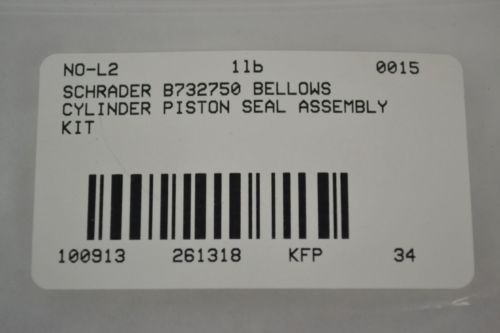 NO-L2 1lb 0015
SCHRADER B732750 BELLOWS
CYLINDER PISTON SEAL ASSEMBLY
KIT
100913 261318 KFP 34